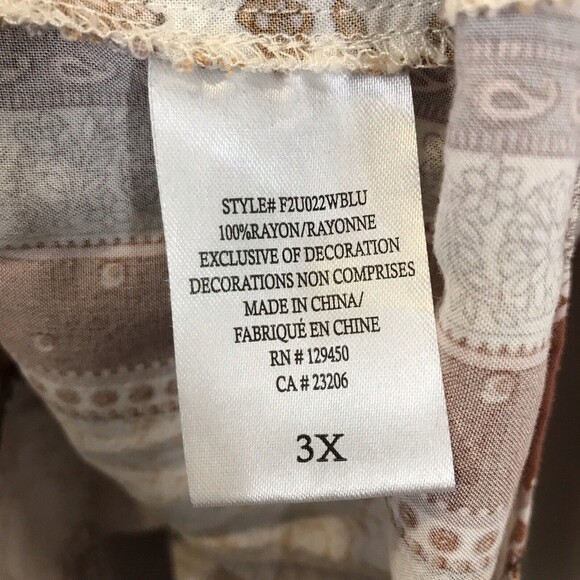 STYLE# F2U022WBLU
100%RAYON/RAYONNE
EXCLUSIVE OF DECORATION
DECORATIONS NON COMPRISES
MADE IN CHINA/
FABRIQUÉ EN CHINE
RN # 129450
CA # 23206
3X